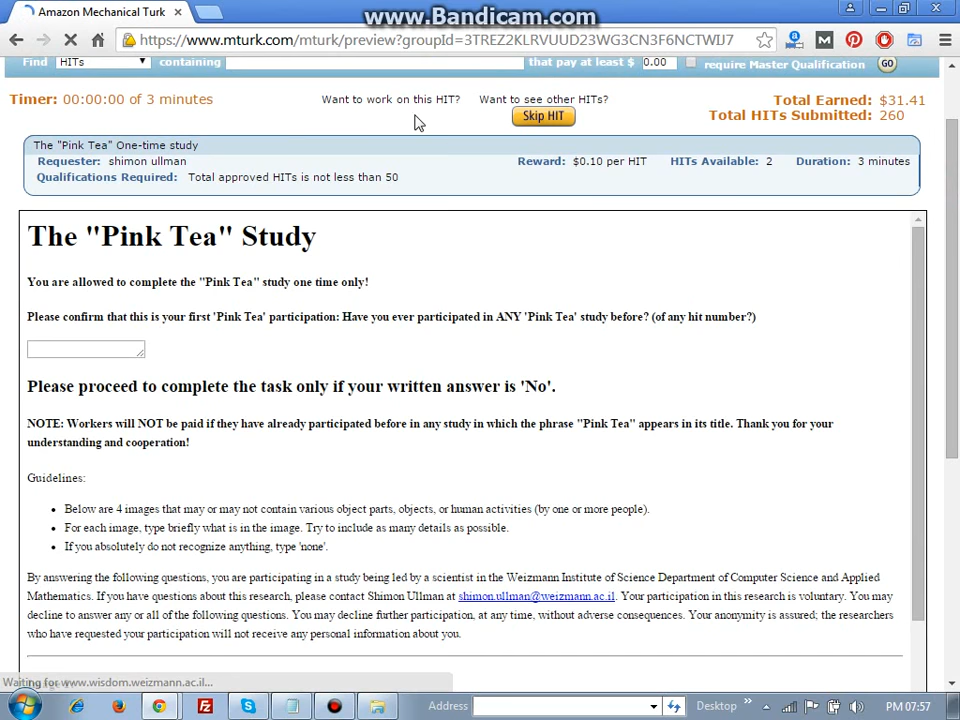 www.Bandicam.com
Amazon Mechanical Turk
https://www.mturk.com/mturk/preview?groupId=3TREZ2KLRVUUD23WG3CN3F6NCTWIJ7
Find HITs containing that pay at least $ 0.00 require Master Qualification GO
Timer: 00:00:00 of 3 minutes
Want to work on this HIT? Want to see other HITs?
Skip HIT
Total Earned: $31.41
Total HITs Submitted: 260
The "Pink Tea" One-time study
Requester: shimon ullman Reward: $0.10 per HIT HITs Available: 2 Duration: 3 minutes
Qualifications Required: Total approved HITs is not less than 50
The "Pink Tea" Study
You are allowed to complete the "Pink Tea" study one time only!
Please confirm that this is your first 'Pink Tea' participation: Have you ever participated in ANY 'Pink Tea' study before? (of any hit number?)
Please proceed to complete the task only if your written answer is 'No'.
NOTE: Workers will NOT be paid if they have already participated before in any study in which the phrase "Pink Tea" appears in its title. Thank you for your
understanding and cooperation!
Guidelines:
• Below are 4 images that may or may not contain various object parts, objects, or human activities (by one or more people).
• For each image, type briefly what is in the image. Try to include as many details as possible.
• If you absolutely do not recognize anything, type 'none'.
By answering the following questions, you are participating in a study being led by a scientist in the Weizmann Institute of Science Department of Computer Science and Applied
Mathematics. If you have questions about this research, please contact Shimon Ullman at shimon.ullman@weizmann.ac.il. Your participation in this research is voluntary. You may
decline to answer any or all of the following questions. You may decline further participation, at any time, without adverse consequences. Your anonymity is assured; the researchers
who have requested your participation will not receive any personal information about you.
Waiting for www.wisdom.weizmann.ac.il...
Address Desktop » PM 07:57